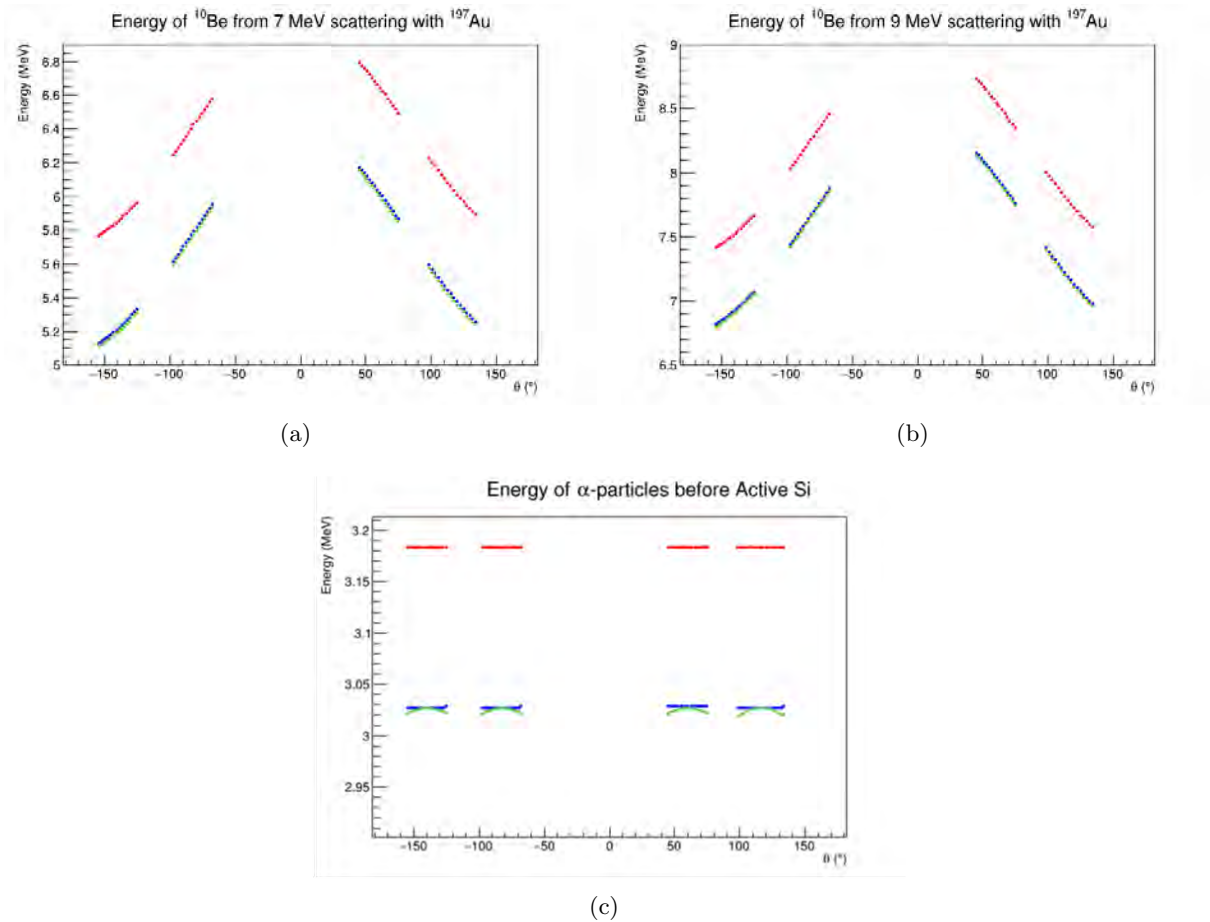 Energy of ¹⁰Be from 7 MeV scattering with ¹⁹⁷Au
Energy (MeV)
6.8
6.6
6.4
6.2
6
5.8
5.6
5.4
5.2
5
−150 −100 −50 0 50 100 150
θ (°)
(a)
Energy of ¹⁰Be from 9 MeV scattering with ¹⁹⁷Au
Energy (MeV)
9
8.5
8
7.5
7
6.5
−150 −100 −50 0 50 100 150
θ (°)
(b)
Energy of α-particles before Active Si
Energy (MeV)
3.2
3.15
3.1
3.05
3
2.95
−150 −100 −50 0 50 100 150
θ (°)
(c)